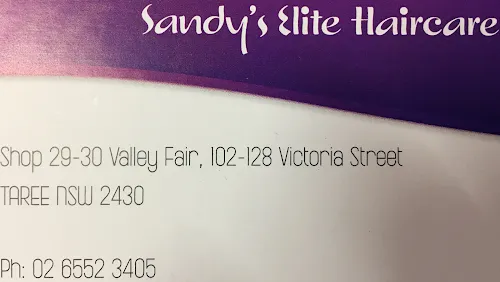 Sandy's Elite Haircare
Shop 29-30 Valley Fair, 102-128 Victoria Street
TAREE NSW 2430
Ph: 02 6552 3405